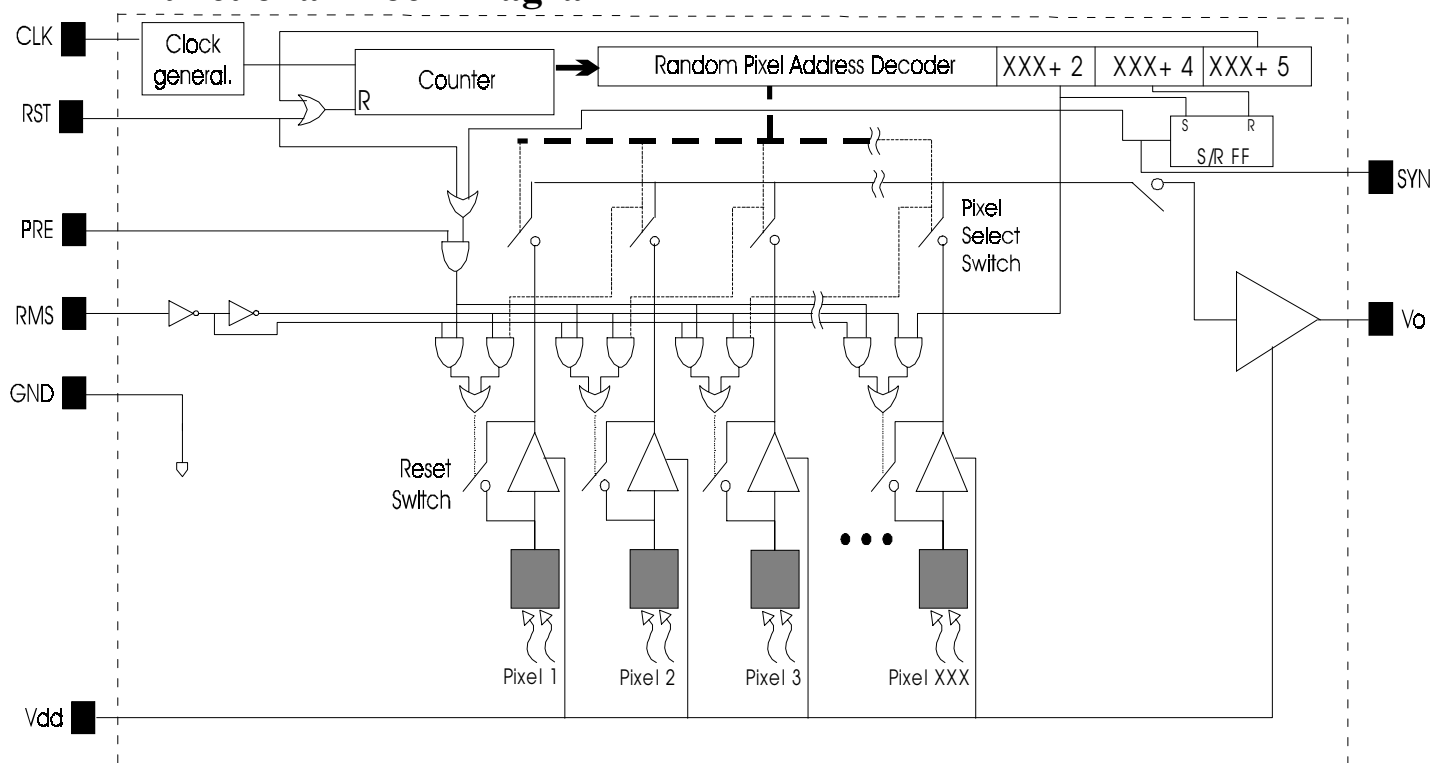 CLK
Clock
general.
Counter
R
Random Pixel Address Decoder
XXX+ 2
XXX+ 4
XXX+ 5
RST
S
R
S/R FF
SYN
PRE
Pixel
Select
Switch
RMS
Vo
GND
Reset
Switch
Pixel 1
Pixel 2
Pixel 3
Pixel XXX
Vdd